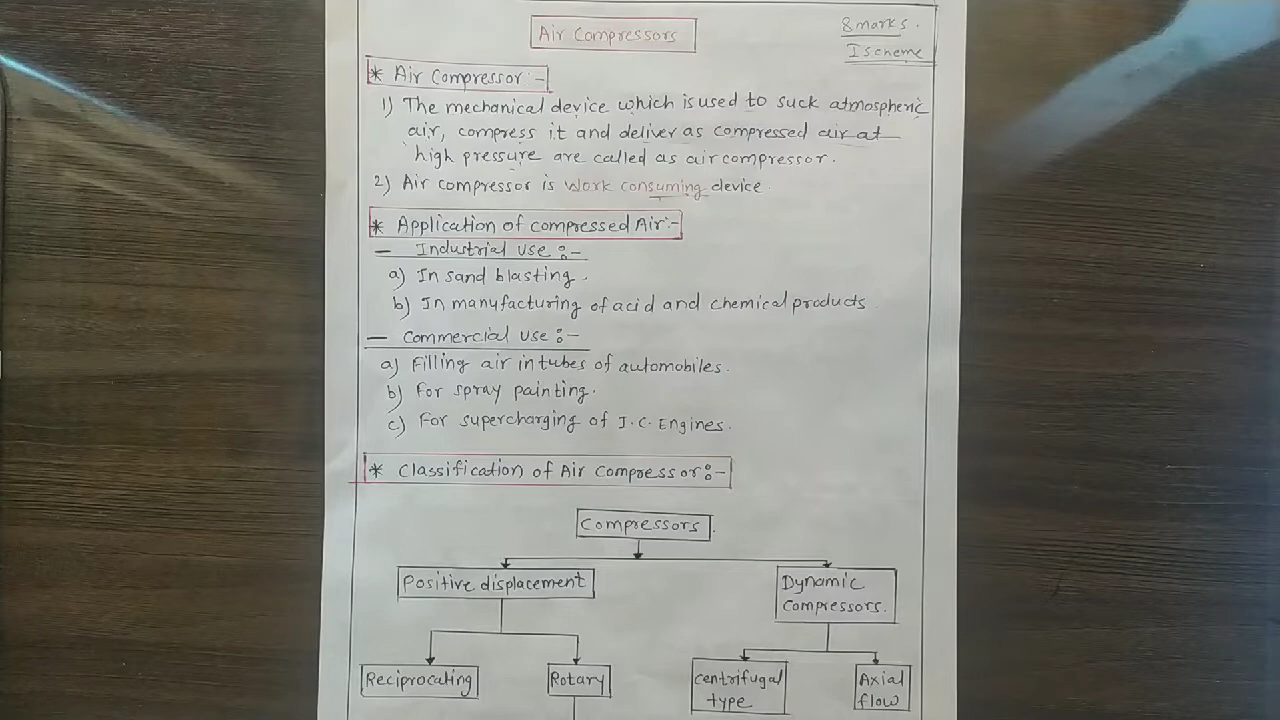 Air Compressors
8 marks.
I scheme
* Air Compressor :-
1) The mechanical device which is used to suck atmospheric
air, compress it and deliver as compressed air at
high pressure are called as air compressor.
2) Air compressor is work consuming device.
* Application of compressed Air:-
— Industrial use :-
a) In sand blasting.
b) In manufacturing of acid and chemical products.
— Commercial use :-
a) Filling air in tubes of automobiles.
b) For spray painting.
c) For supercharging of I.C. Engines.
* Classification of Air Compressor :-
Compressors.
Positive displacement
Dynamic
Compressors.
Reciprocating
Rotary
Centrifugal
type
Axial
flow